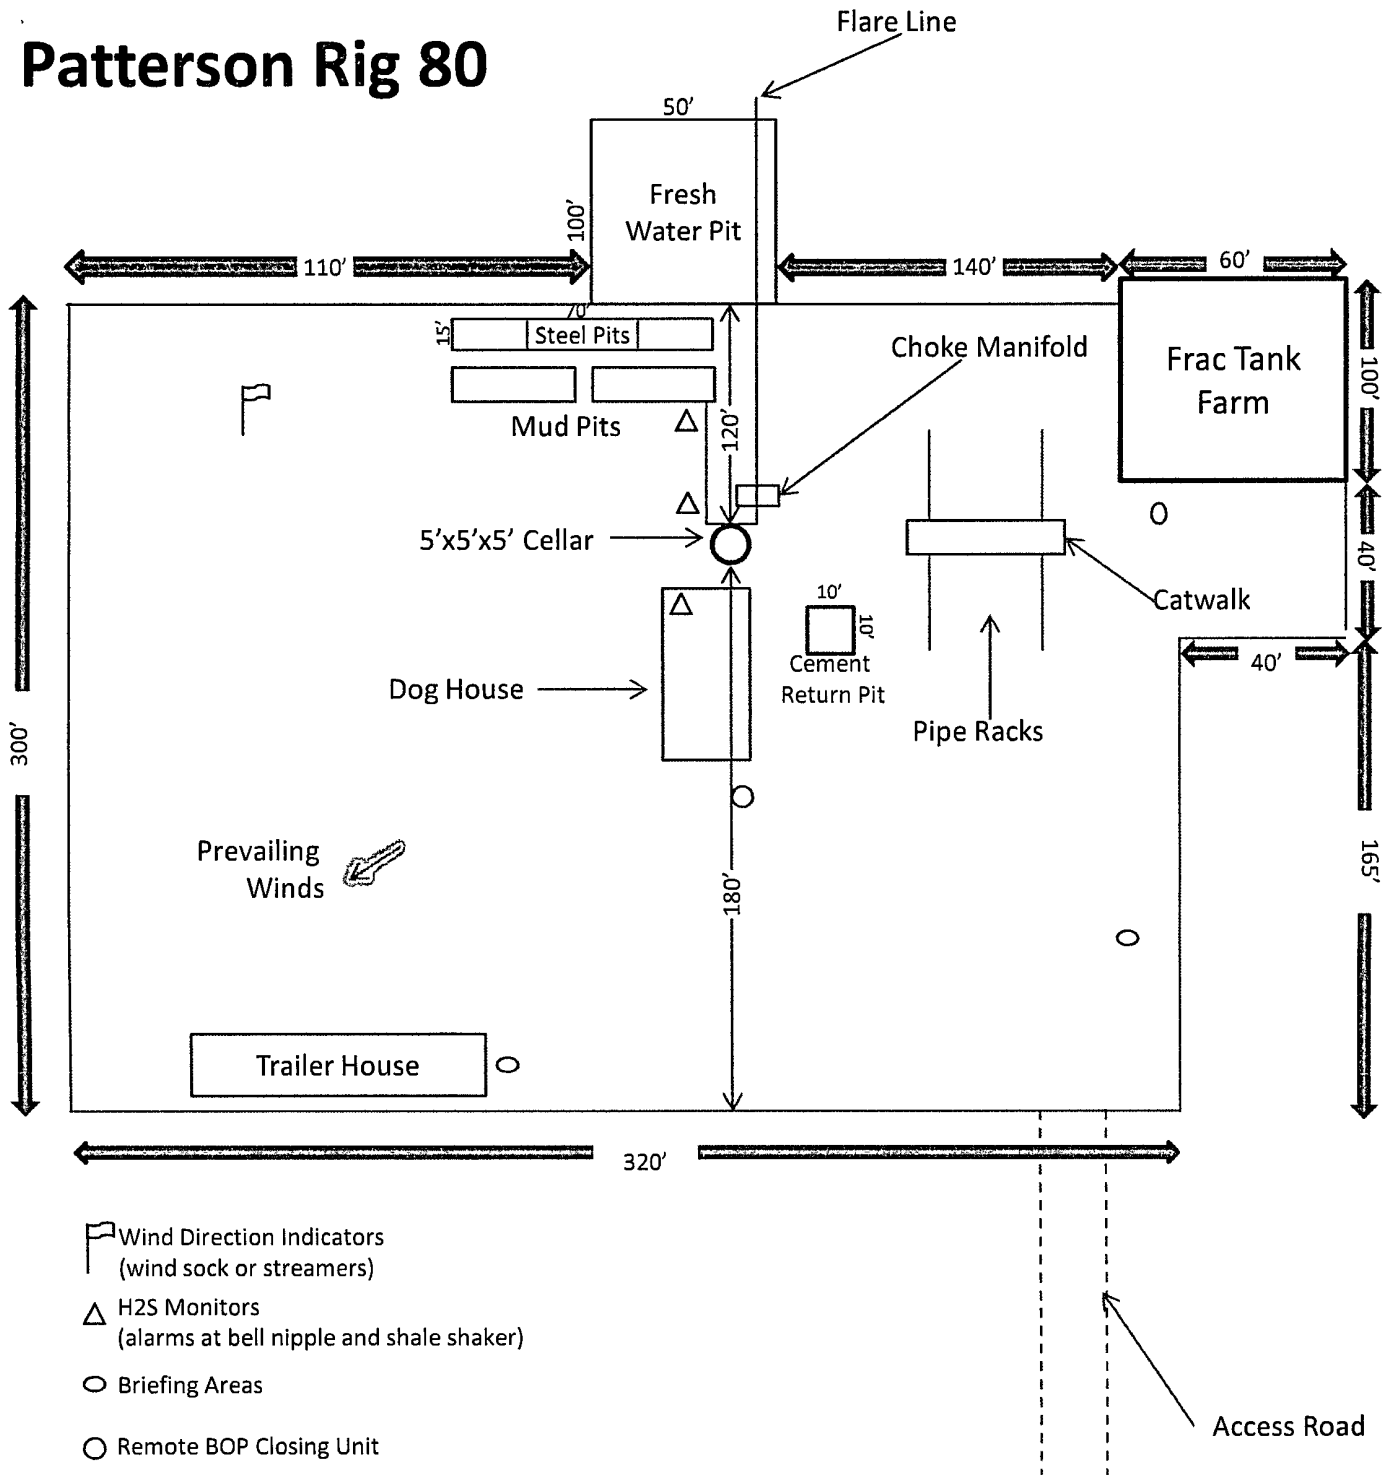 Flare Line
Patterson Rig 80
50'
Fresh
Water Pit
100'
110'
140'
60'
70'
15'
Steel Pits
Choke Manifold
Frac Tank
Farm
100'
Mud Pits
120'
5'x5'x5' Cellar
40'
Catwalk
10'
10'
Cement
Return Pit
40'
Dog House
Pipe Racks
300'
Prevailing
Winds
180'
165'
Trailer House
320'
Wind Direction Indicators
(wind sock or streamers)
H2S Monitors
(alarms at bell nipple and shale shaker)
Briefing Areas
Access Road
Remote BOP Closing Unit